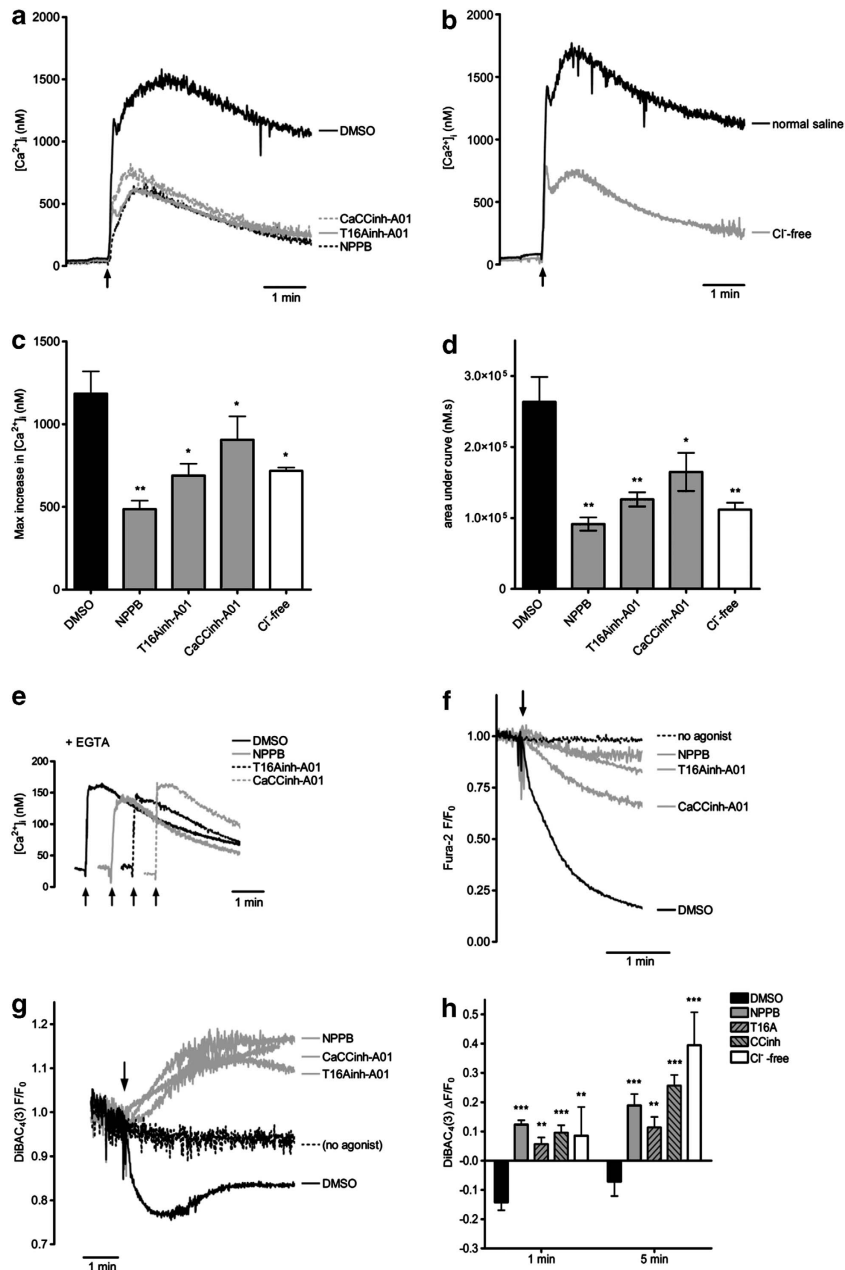 a
2000
1500
1000
500
0
[Ca²⁺]i (nM)
DMSO
CaCCinh-A01
T16Ainh-A01
NPPB
1 min
b
2000
1500
1000
500
0
[Ca²⁺]i (nM)
normal saline
Cl⁻-free
1 min
c
1500
1000
500
0
Max increase in [Ca²⁺]i (nM)
**
*
*
*
DMSO
NPPB
T16Ainh-A01
CaCCinh-A01
Cl⁻-free
d
3.0×10⁵
2.0×10⁵
1.0×10⁵
0
area under curve (nM.s)
**
**
*
**
DMSO
NPPB
T16Ainh-A01
CaCCinh-A01
Cl⁻-free
e
+ EGTA
DMSO
NPPB
T16Ainh-A01
CaCCinh-A01
200
150
100
50
0
[Ca²⁺]i (nM)
1 min
f
1.00
0.75
0.50
0.25
0.00
Fura-2 F/F₀
no agonist
NPPB
T16Ainh-A01
CaCCinh-A01
DMSO
1 min
g
1.2
1.1
1.0
0.9
0.8
0.7
DiBAC₄(3) F/F₀
NPPB
CaCCinh-A01
T16Ainh-A01
(no agonist)
DMSO
1 min
h
DMSO
NPPB
T16A
CCinh
Cl⁻ -free
0.5
0.4
0.3
0.2
0.1
-0.0
-0.1
-0.2
-0.3
DiBAC₄(3) ΔF/F₀
***
**
***
**
***
**
***
***
1 min
5 min